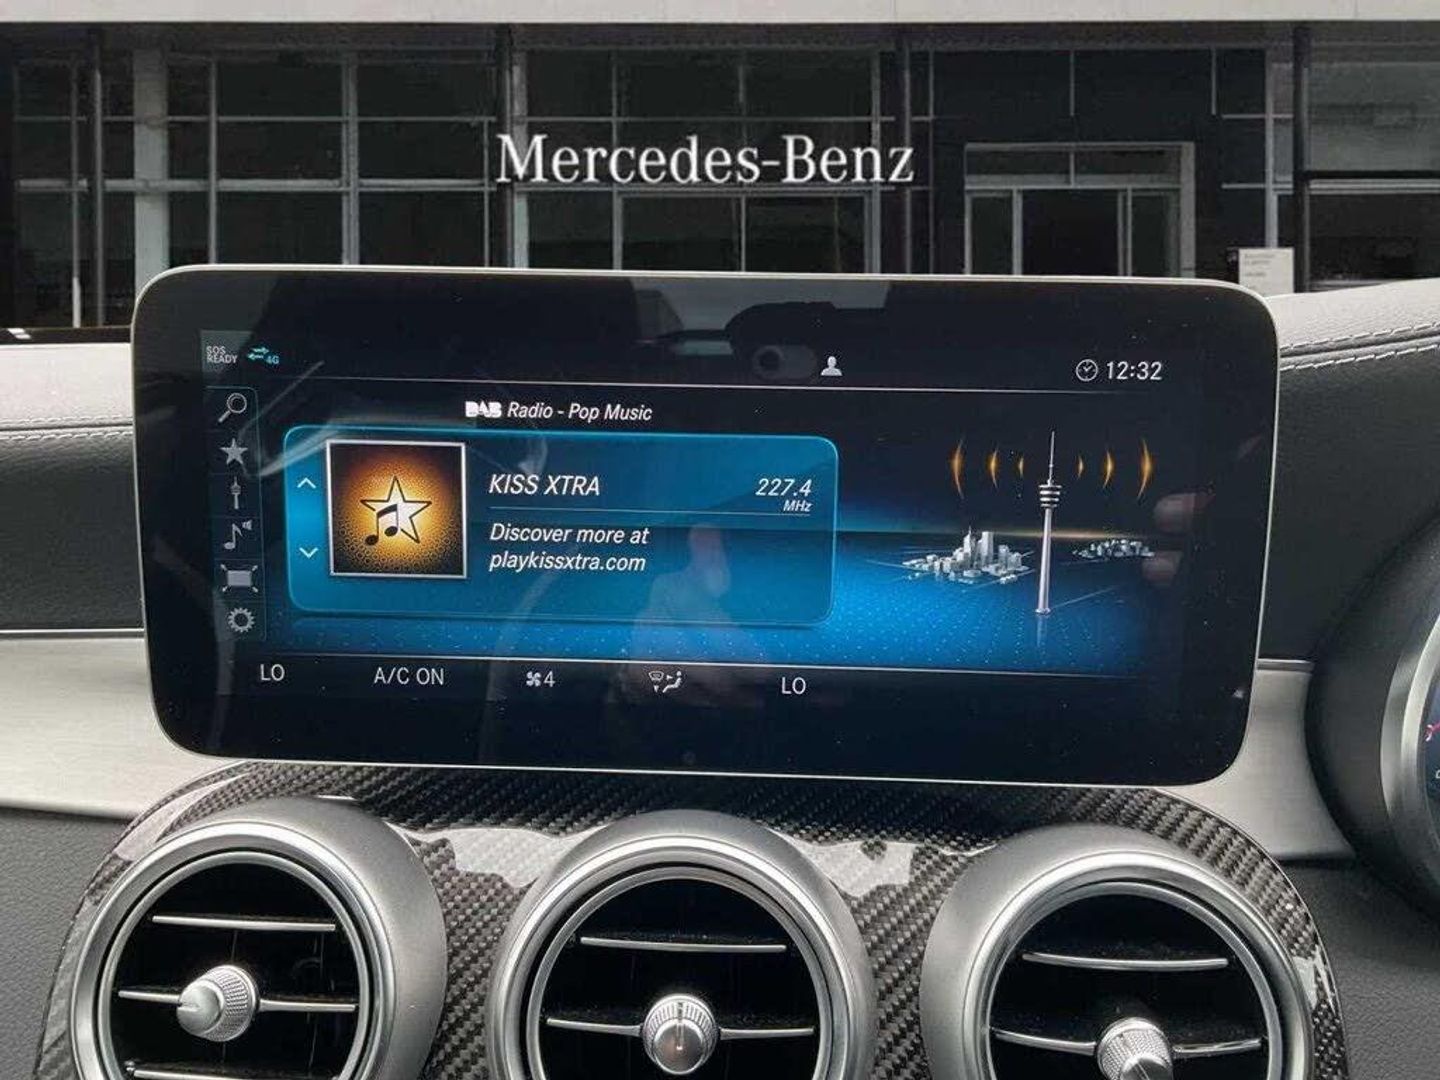 Mercedes-Benz
SOS
READY
4G
12:32
DAB Radio - Pop Music
KISS XTRA
227.4
MHz
Discover more at
playkissxtra.com
LO
A/C ON
4
LO